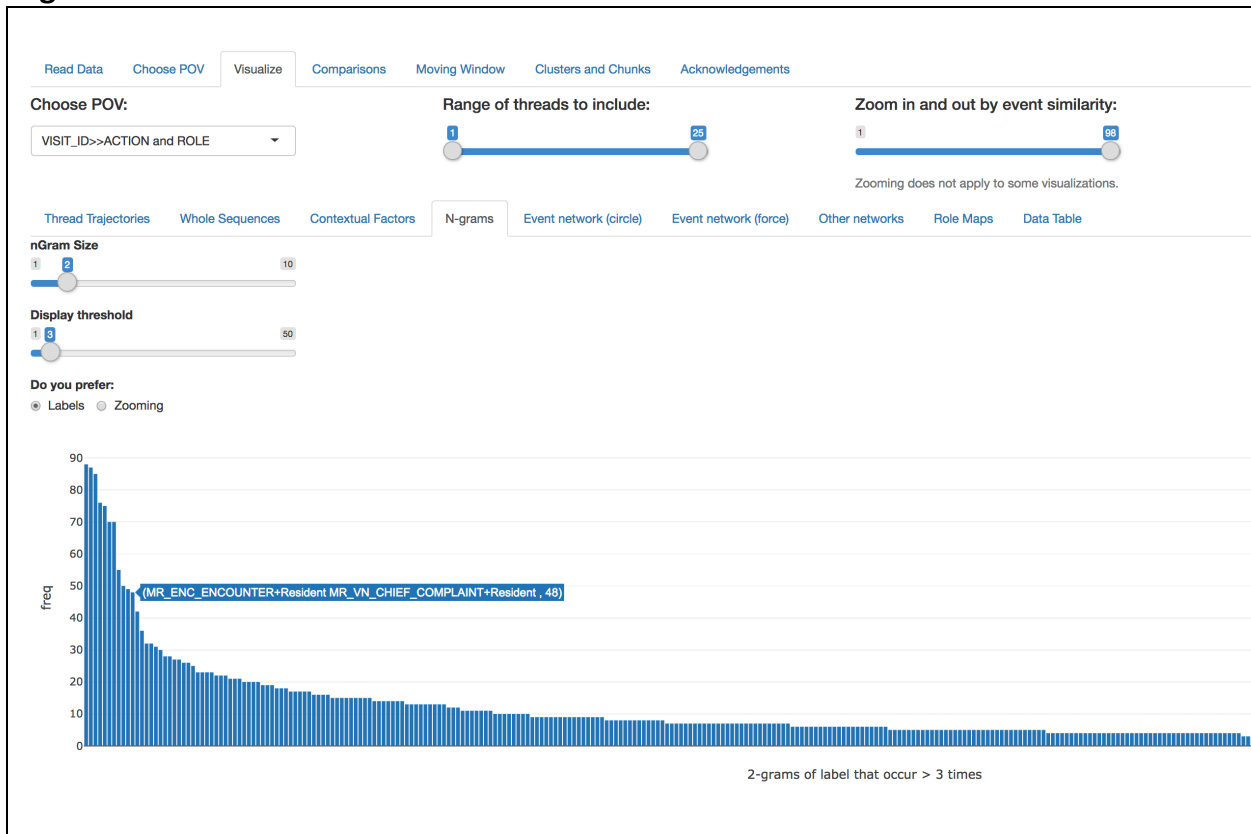 Read Data Choose POV Visualize Comparisons Moving Window Clusters and Chunks Acknowledgements
Choose POV: Range of threads to include: Zoom in and out by event similarity:
VISIT_ID>>ACTION and ROLE 1 25 1 98
Zooming does not apply to some visualizations.
Thread Trajectories Whole Sequences Contextual Factors N-grams Event network (circle) Event network (force) Other networks Role Maps Data Table
nGram Size
1 2 10
Display threshold
1 3 50
Do you prefer:
Labels Zooming
90
80
70
60
50
(MR_ENC_ENCOUNTER+Resident MR_VN_CHIEF_COMPLAINT+Resident , 48)
freq
40
30
20
10
0
2-grams of label that occur > 3 times